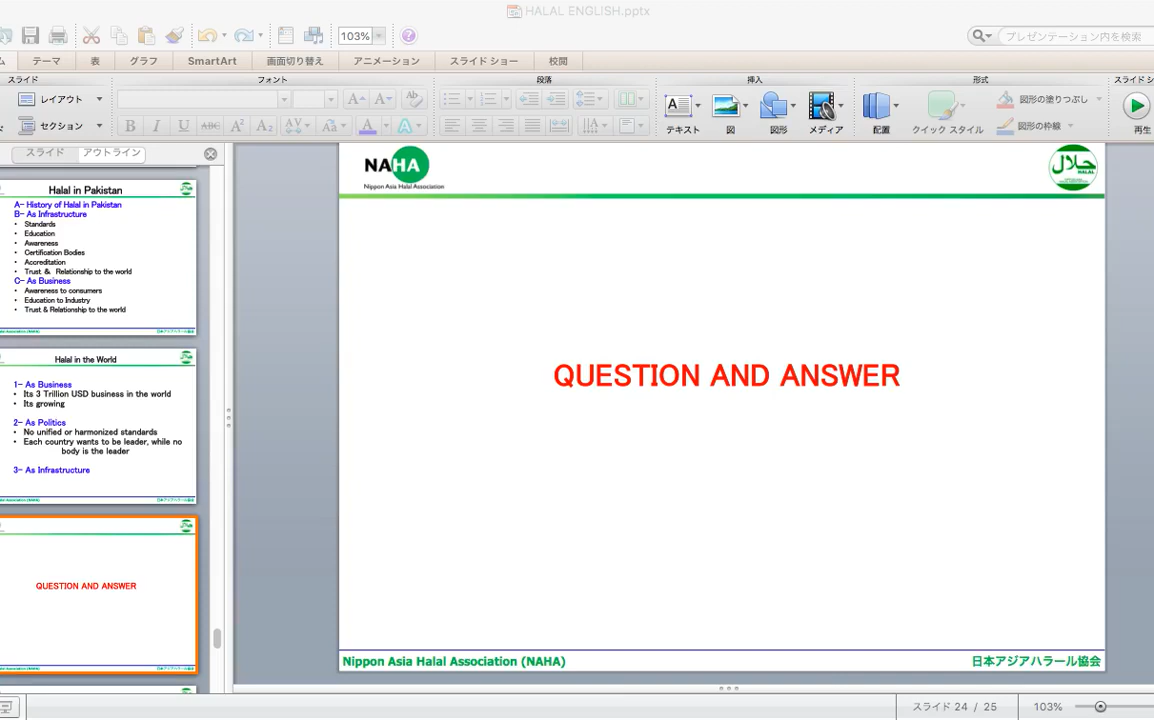 HALAL ENGLISH.pptx
103%
プレゼンテーション内を検索
テーマ
表
グラフ
SmartArt
画面切り替え
アニメーション
スライド ショー
校閲
スライド
フォント
段落
挿入
形式
レイアウト
セクション
テキスト
図
図形
メディア
配置
クイック スタイル
図形の塗りつぶし
図形の枠線
再生
スライド
アウトライン
Halal in Pakistan
A- History of Halal in Pakistan
B- As Infrastructure
• Standards
• Education
• Awareness
• Certification Bodies
• Accreditation
• Trust & Relationship to the world
C- As Business
• Awareness to consumers
• Education to Industry
• Trust & Relationship to the world
Halal in the World
1- As Business
• Its 3 Trillion USD business in the world
• Its growing
2- As Politics
• No unified or harmonized standards
• Each country wants to be leader, while no
body is the leader
3- As Infrastructure
QUESTION AND ANSWER
NAHA
Nippon Asia Halal Association
حلال
HALAL
QUESTION AND ANSWER
Nippon Asia Halal Association (NAHA)
日本アジアハラール協会
スライド 24 / 25
103%